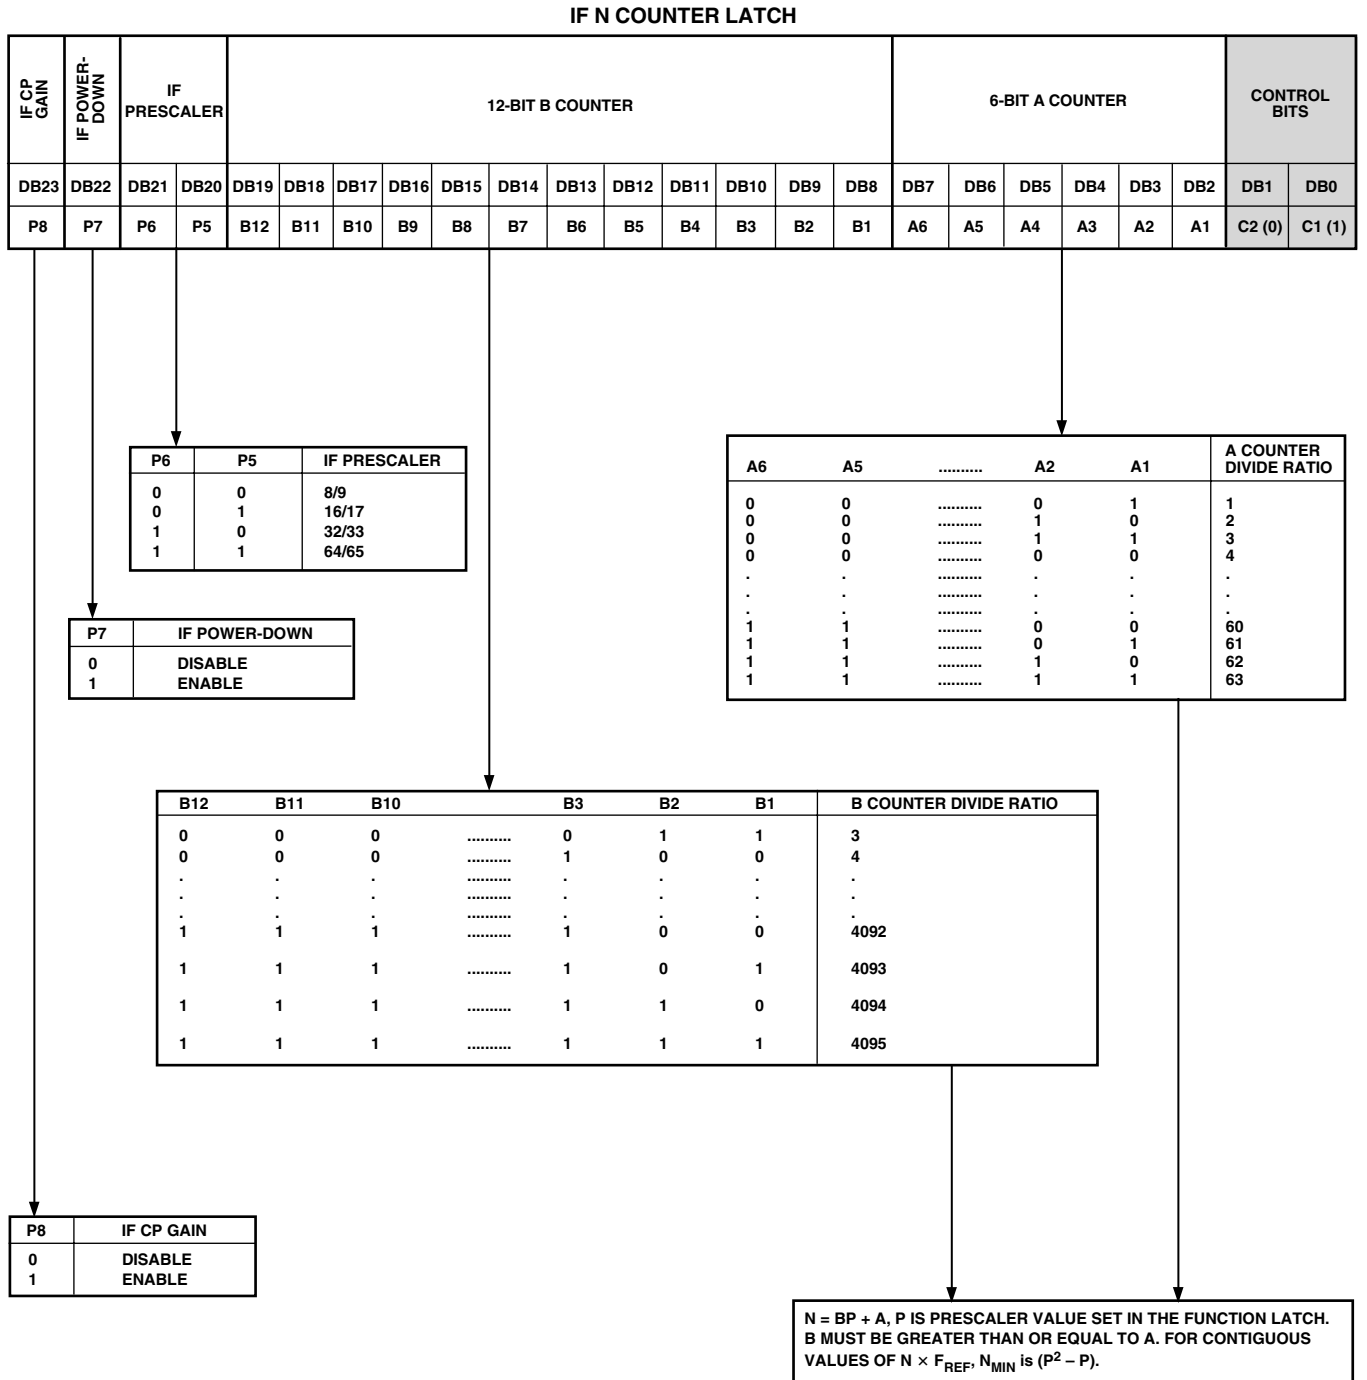 IF N COUNTER LATCH
IF CP GAIN
IF POWER-DOWN
IF PRESCALER
12-BIT B COUNTER
6-BIT A COUNTER
CONTROL BITS
DB23 DB22 DB21 DB20 DB19 DB18 DB17 DB16 DB15 DB14 DB13 DB12 DB11 DB10 DB9 DB8 DB7 DB6 DB5 DB4 DB3 DB2 DB1 DB0
P8 P7 P6 P5 B12 B11 B10 B9 B8 B7 B6 B5 B4 B3 B2 B1 A6 A5 A4 A3 A2 A1 C2 (0) C1 (1)
P6 P5 IF PRESCALER
0 0 8/9
0 1 16/17
1 0 32/33
1 1 64/65
A6 A5 .......... A2 A1 A COUNTER DIVIDE RATIO
0 0 .......... 0 1 1
0 0 .......... 1 0 2
0 0 .......... 1 1 3
0 0 .......... 0 0 4
. . .......... . . .
. . .......... . . .
. . .......... . . .
1 1 .......... 0 0 60
1 1 .......... 0 1 61
1 1 .......... 1 0 62
1 1 .......... 1 1 63
P7 IF POWER-DOWN
0 DISABLE
1 ENABLE
B12 B11 B10 B3 B2 B1 B COUNTER DIVIDE RATIO
0 0 0 .......... 0 1 1 3
0 0 0 .......... 1 0 0 4
. . . .......... . . . .
. . . .......... . . . .
. . . .......... . . . .
1 1 1 .......... 1 0 0 4092
1 1 1 .......... 1 0 1 4093
1 1 1 .......... 1 1 0 4094
1 1 1 .......... 1 1 1 4095
P8 IF CP GAIN
0 DISABLE
1 ENABLE
N = BP + A, P IS PRESCALER VALUE SET IN THE FUNCTION LATCH.
B MUST BE GREATER THAN OR EQUAL TO A. FOR CONTIGUOUS
VALUES OF N × F_REF, N_MIN is (P² – P).